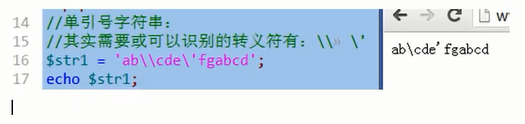 14 //单引号字符串:
15 //其实需要或可以识别的转义符有: \\ \'
16 $str1 = 'ab\\cde\'fgabcd';
17 echo $str1;
ab\cde'fgabcd